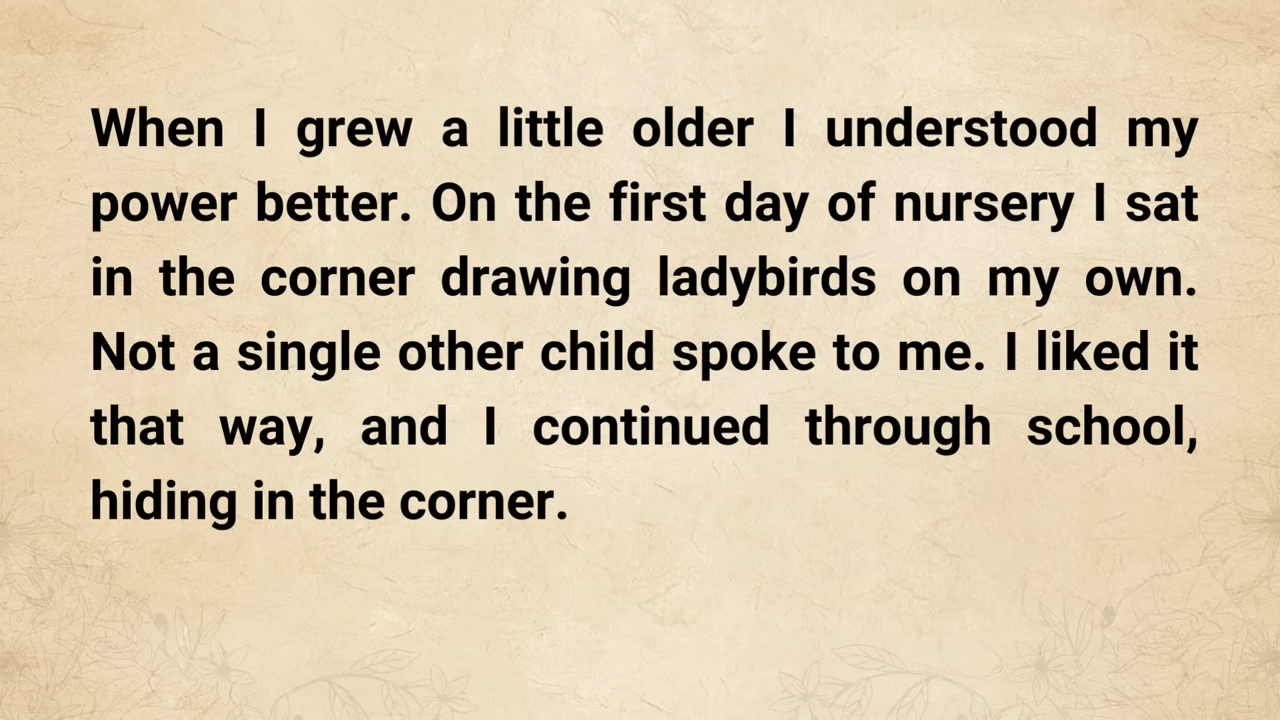 When I grew a little older I understood my
power better. On the first day of nursery I sat
in the corner drawing ladybirds on my own.
Not a single other child spoke to me. I liked it
that way, and I continued through school,
hiding in the corner.